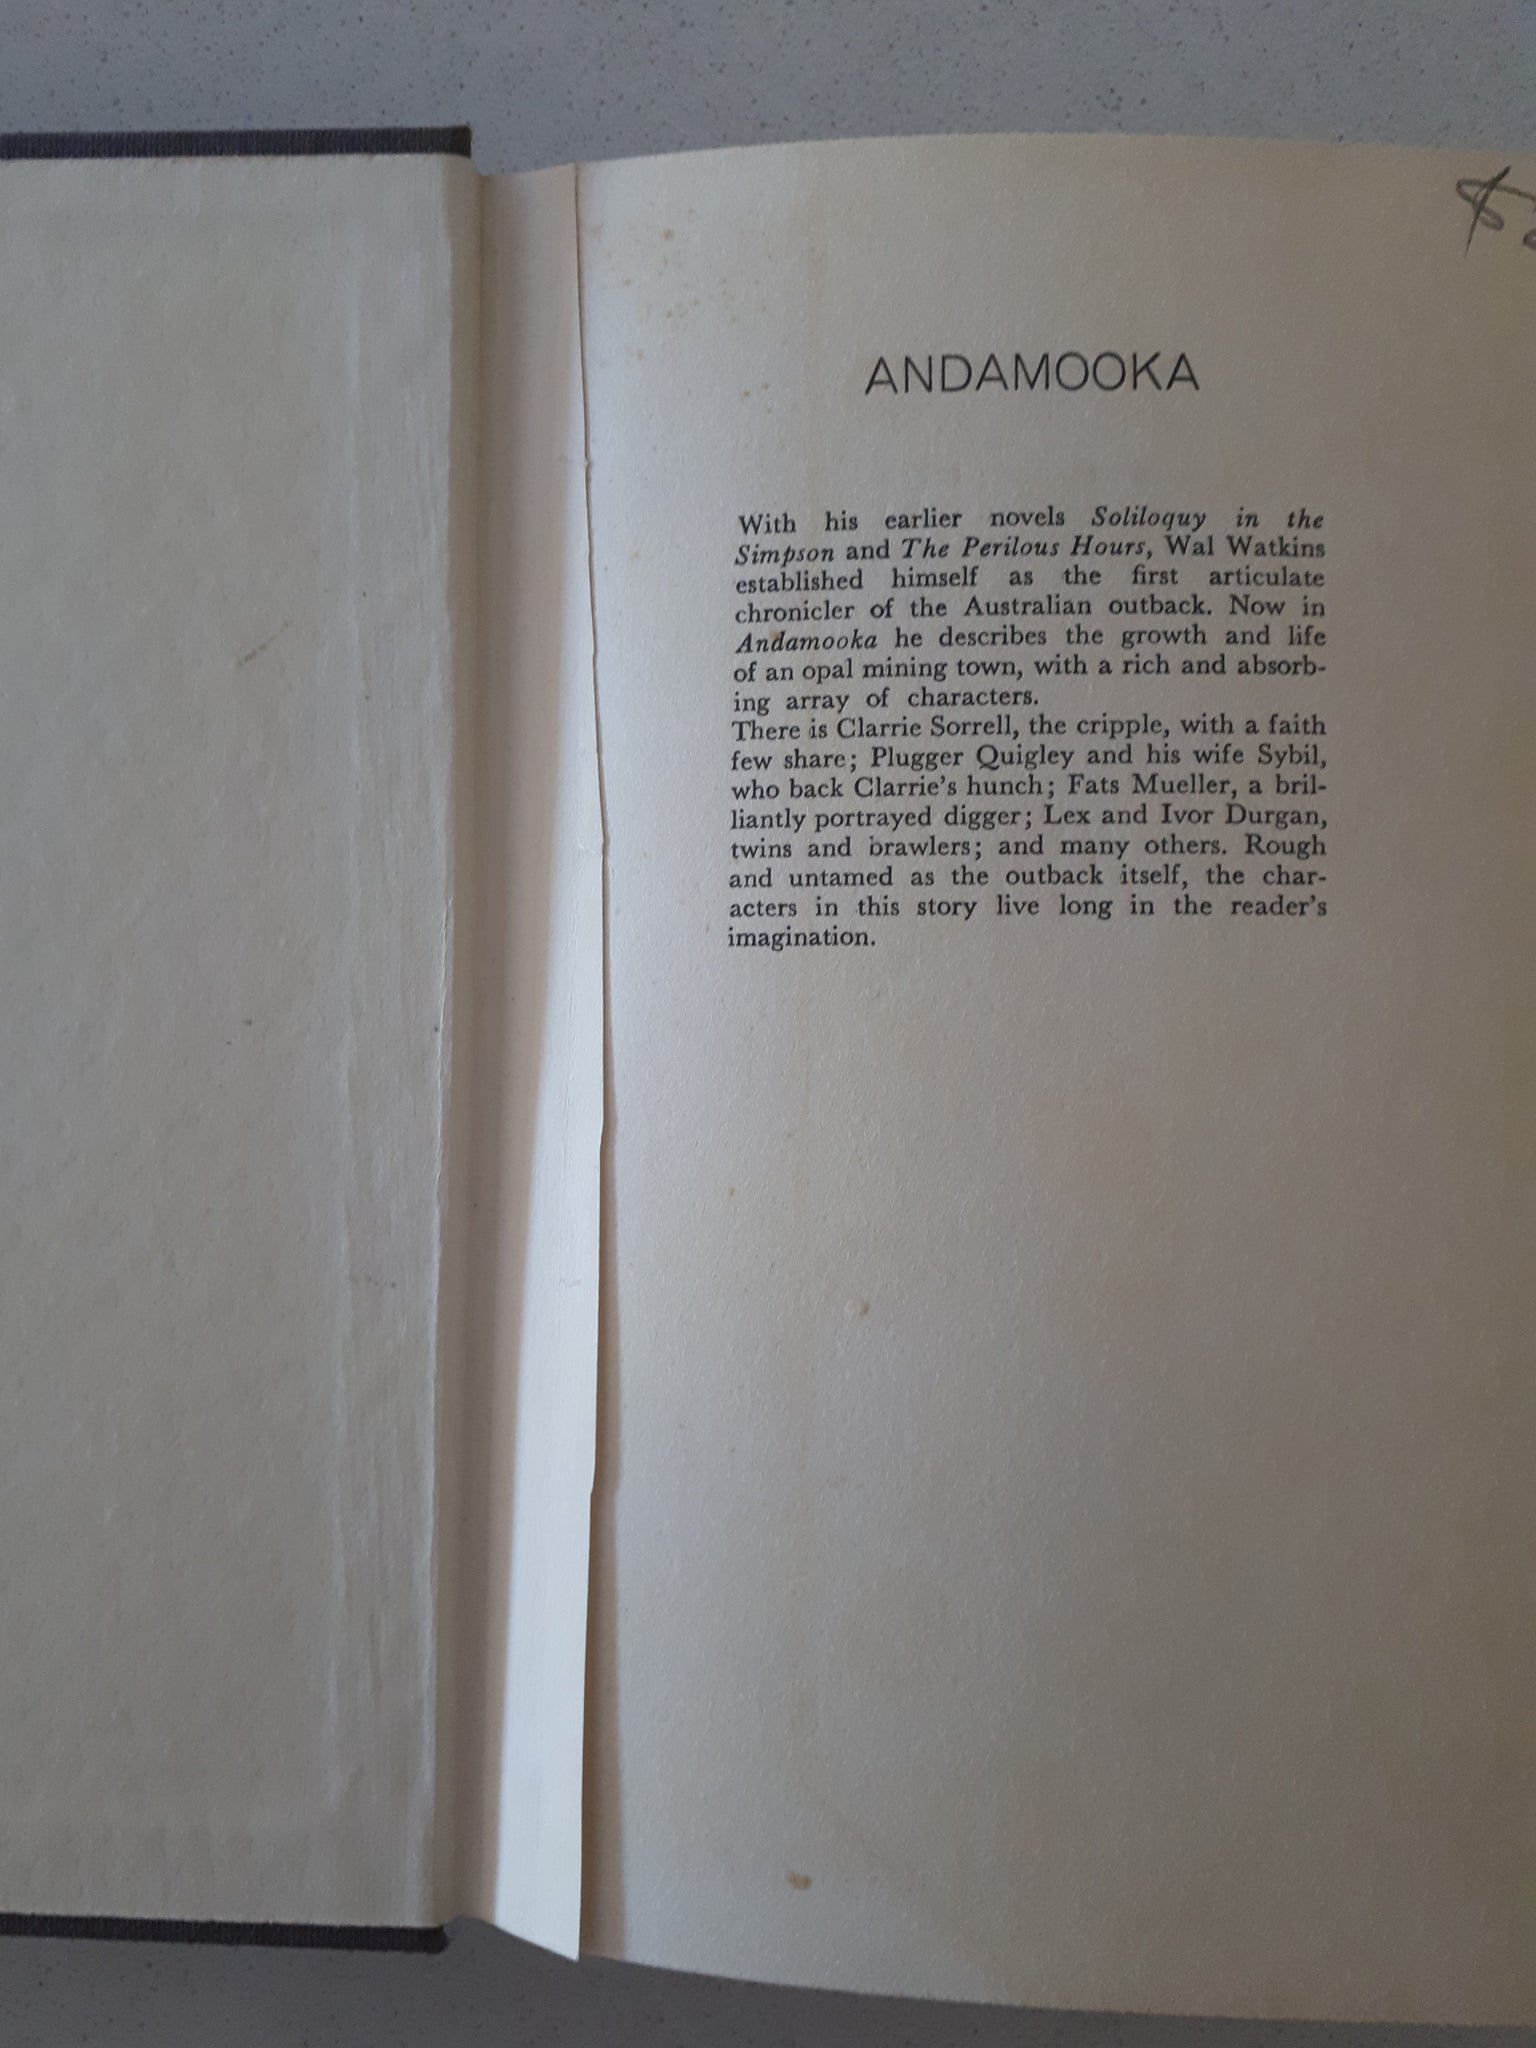 $
ANDAMOOKA
With his earlier novels Soliloquy in the
Simpson and The Perilous Hours, Wal Watkins
established himself as the first articulate
chronicler of the Australian outback. Now in
Andamooka he describes the growth and life
of an opal mining town, with a rich and absorb-
ing array of characters.
There is Clarrie Sorrell, the cripple, with a faith
few share; Plugger Quigley and his wife Sybil,
who back Clarrie's hunch; Fats Mueller, a bril-
liantly portrayed digger; Lex and Ivor Durgan,
twins and brawlers; and many others. Rough
and untamed as the outback itself, the char-
acters in this story live long in the reader's
imagination.